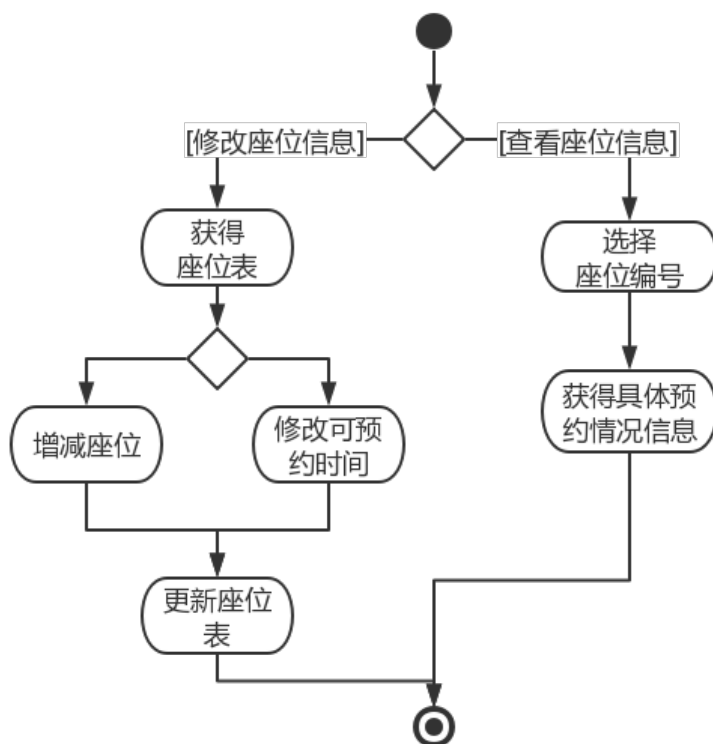 [修改座位信息]
[查看座位信息]
获得
座位表
选择
座位编号
增减座位
修改可预
约时间
获得具体预
约情况信息
更新座位
表